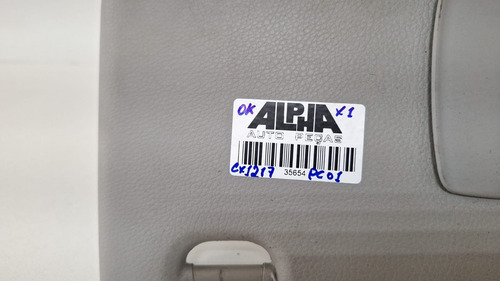 OK ALPHA X1
AUTO PEÇAS
CX1217 35654 PC01